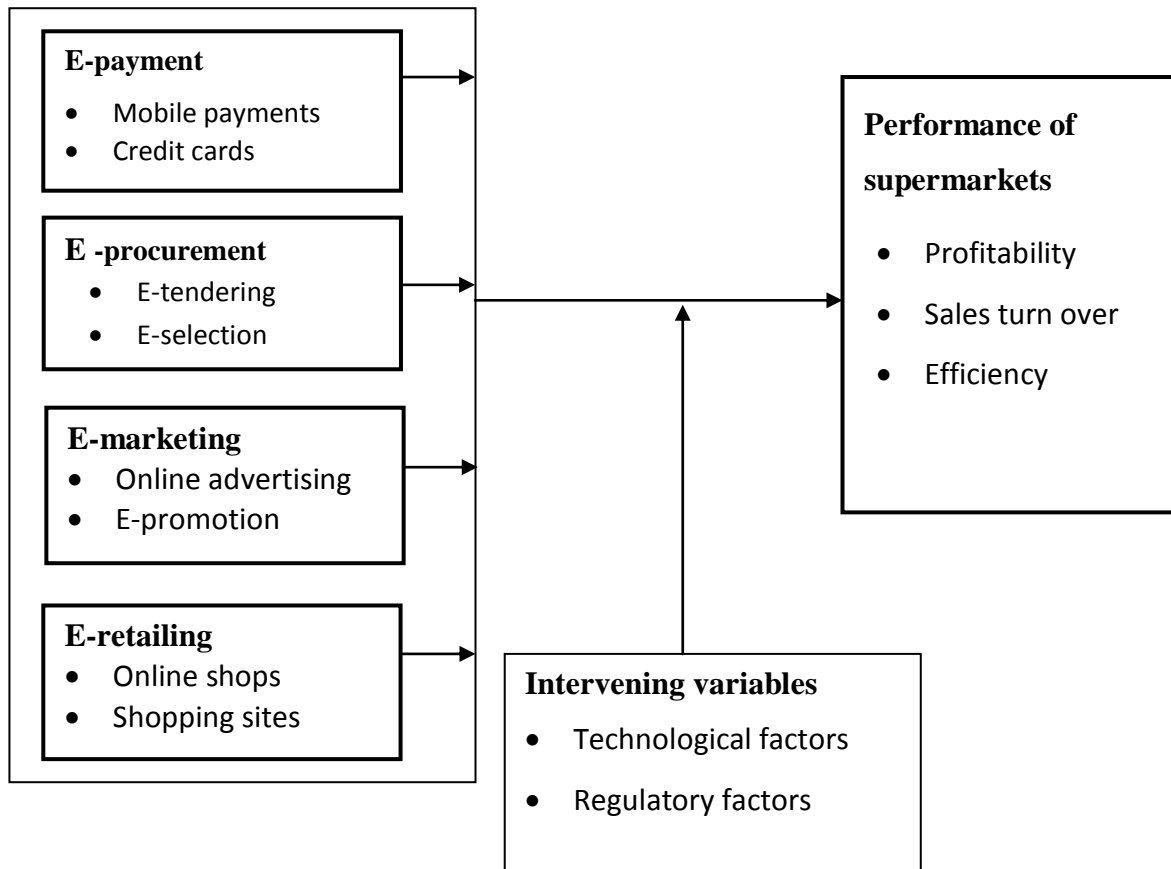 E-payment
• Mobile payments
• Credit cards
E -procurement
• E-tendering
• E-selection
E-marketing
• Online advertising
• E-promotion
E-retailing
• Online shops
• Shopping sites
Performance of
supermarkets
• Profitability
• Sales turn over
• Efficiency
Intervening variables
• Technological factors
• Regulatory factors